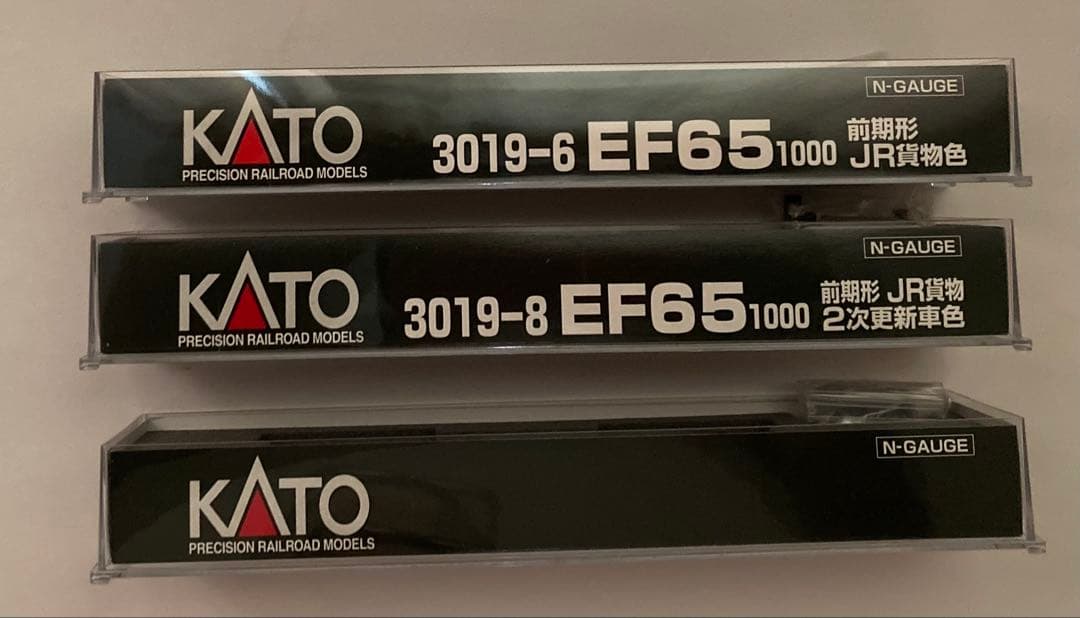 KATO
PRECISION RAILROAD MODELS
3019-6 EF65 1000
前期形
JR貨物色
N-GAUGE
KATO
PRECISION RAILROAD MODELS
3019-8 EF65 1000
前期形 JR貨物
2次更新車色
N-GAUGE
KATO
PRECISION RAILROAD MODELS
N-GAUGE